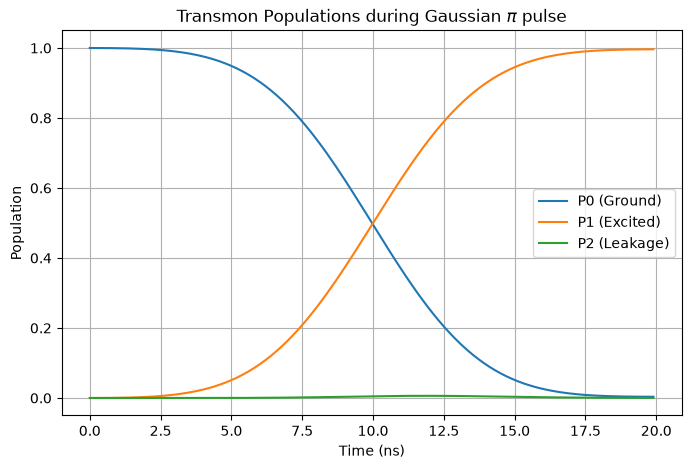 Transmon Populations during Gaussian π pulse
1.0
0.8
0.6
0.4
0.2
0.0
Population
P0 (Ground)
P1 (Excited)
P2 (Leakage)
0.0 2.5 5.0 7.5 10.0 12.5 15.0 17.5 20.0
Time (ns)